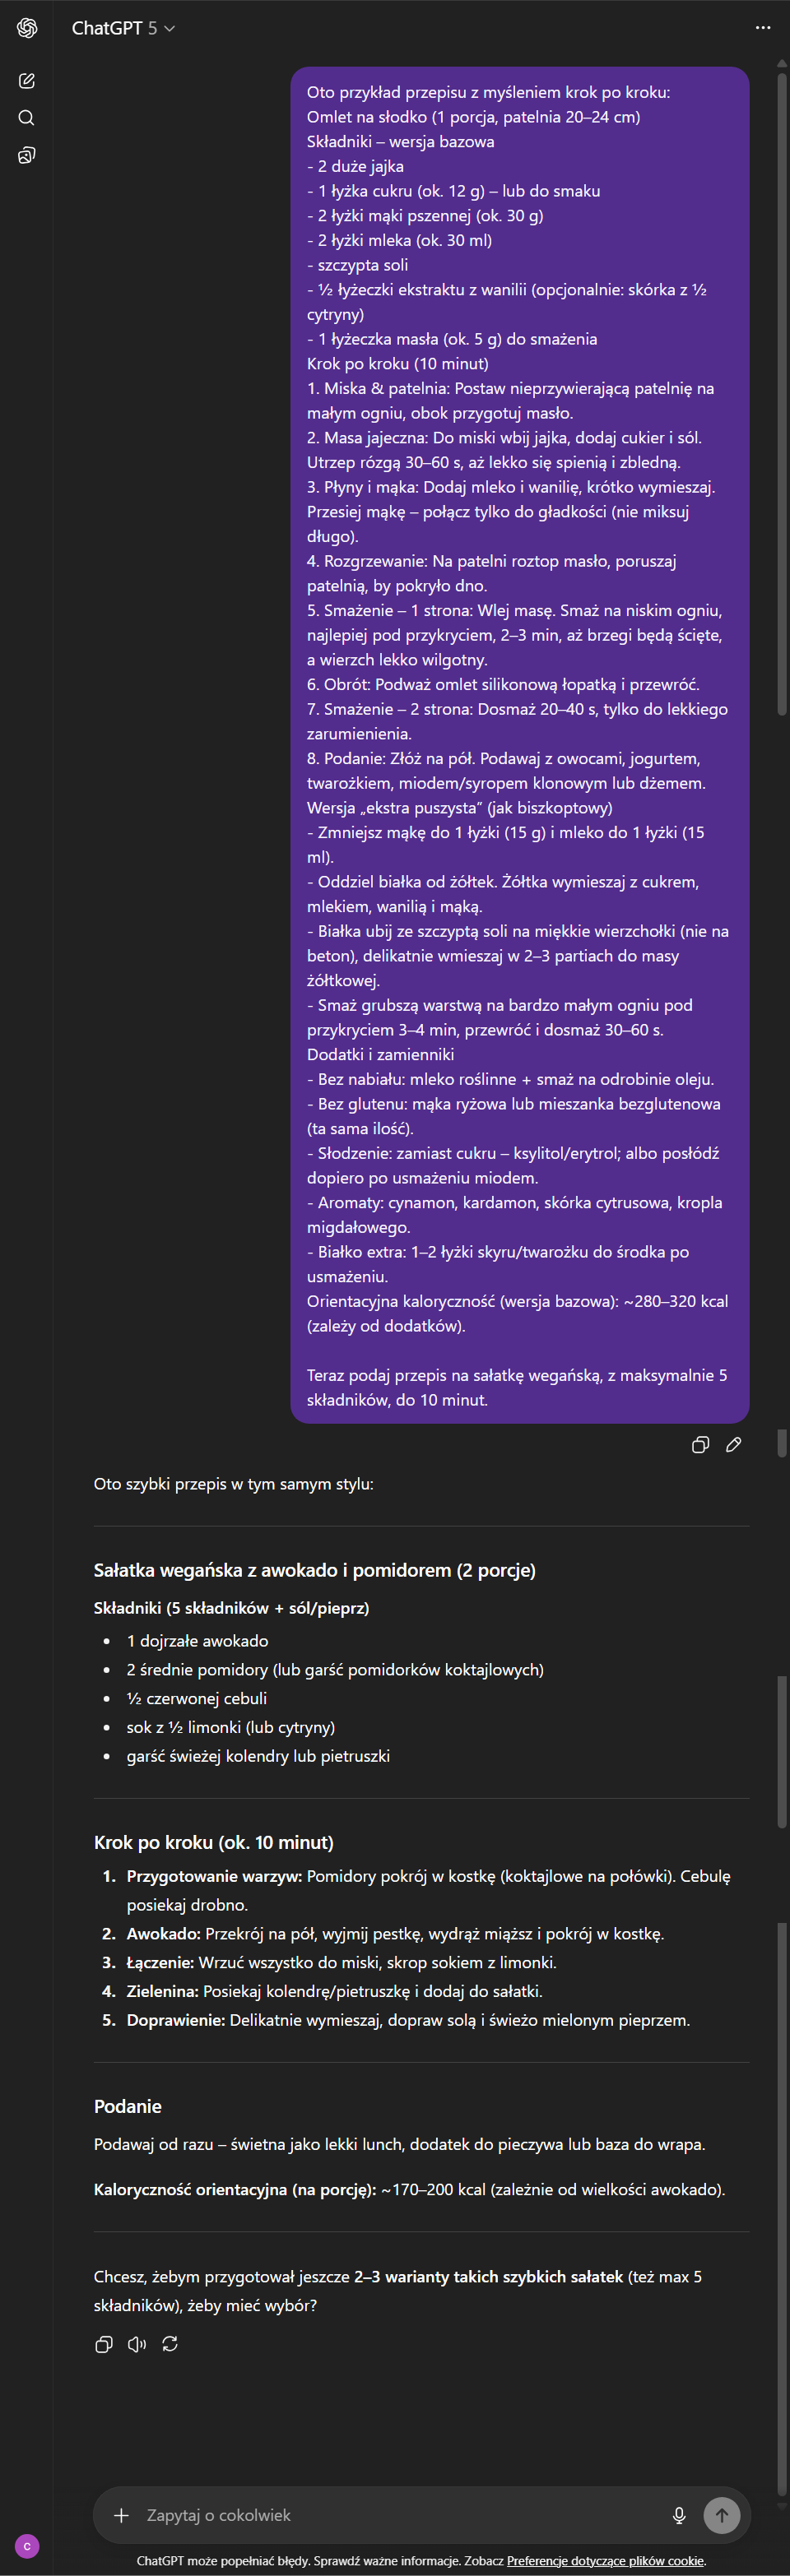 ChatGPT 5
Oto przykład przepisu z myśleniem krok po kroku:
Omlet na słodko (1 porcja, patelnia 20–24 cm)
Składniki – wersja bazowa
- 2 duże jajka
- 1 łyżka cukru (ok. 12 g) – lub do smaku
- 2 łyżki mąki pszennej (ok. 30 g)
- 2 łyżki mleka (ok. 30 ml)
- szczypta soli
- ½ łyżeczki ekstraktu z wanilii (opcjonalnie: skórka z ½
cytryny)
- 1 łyżeczka masła (ok. 5 g) do smażenia
Krok po kroku (10 minut)
1. Miska & patelnia: Postaw nieprzywierającą patelnię na
małym ogniu, obok przygotuj masło.
2. Masa jajeczna: Do miski wbij jajka, dodaj cukier i sól.
Utrzep rózgą 30–60 s, aż lekko się spienią i zbledną.
3. Płyny i mąka: Dodaj mleko i wanilię, krótko wymieszaj.
Przesiej mąkę – połącz tylko do gładkości (nie miksuj
długo).
4. Rozgrzewanie: Na patelni roztop masło, poruszaj
patelnią, by pokryło dno.
5. Smażenie – 1 strona: Wlej masę. Smaż na niskim ogniu,
najlepiej pod przykryciem, 2–3 min, aż brzegi będą ścięte,
a wierzch lekko wilgotny.
6. Obrót: Podważ omlet silikonową łopatką i przewróć.
7. Smażenie – 2 strona: Dosmaż 20–40 s, tylko do lekkiego
zarumienienia.
8. Podanie: Złóż na pół. Podawaj z owocami, jogurtem,
twarożkiem, miodem/syropem klonowym lub dżemem.
Wersja „ekstra puszysta” (jak biszkoptowy)
- Zmniejsz mąkę do 1 łyżki (15 g) i mleko do 1 łyżki (15
ml).
- Oddziel białka od żółtek. Żółtka wymieszaj z cukrem,
mlekiem, wanilią i mąką.
- Białka ubij ze szczyptą soli na miękkie wierzchołki (nie na
beton), delikatnie wmieszaj w 2–3 partiach do masy
żółtkowej.
- Smaż grubszą warstwą na bardzo małym ogniu pod
przykryciem 3–4 min, przewróć i dosmaż 30–60 s.
Dodatki i zamienniki
- Bez nabiału: mleko roślinne + smaż na odrobinie oleju.
- Bez glutenu: mąka ryżowa lub mieszanka bezglutenowa
(ta sama ilość).
- Słodzenie: zamiast cukru – ksylitol/erytrol; albo posłódź
dopiero po usmażeniu miodem.
- Aromaty: cynamon, kardamon, skórka cytrusowa, kropla
migdałowego.
- Białko extra: 1–2 łyżki skyru/twarożku do środka po
usmażeniu.
Orientacyjna kaloryczność (wersja bazowa): ~280–320 kcal
(zależy od dodatków).
Teraz podaj przepis na sałatkę wegańską, z maksymalnie 5
składników, do 10 minut.
Oto szybki przepis w tym samym stylu:
Sałatka wegańska z awokado i pomidorem (2 porcje)
Składniki (5 składników + sól/pieprz)
• 1 dojrzałe awokado
• 2 średnie pomidory (lub garść pomidorków koktajlowych)
• ½ czerwonej cebuli
• sok z ½ limonki (lub cytryny)
• garść świeżej kolendry lub pietruszki
Krok po kroku (ok. 10 minut)
1. Przygotowanie warzyw: Pomidory pokrój w kostkę (koktajlowe na połówki). Cebulę
posiekaj drobno.
2. Awokado: Przekrój na pół, wyjmij pestkę, wydrąż miąższ i pokrój w kostkę.
3. Łączenie: Wrzuć wszystko do miski, skrop sokiem z limonki.
4. Zielenina: Posiekaj kolendrę/pietruszkę i dodaj do sałatki.
5. Doprawienie: Delikatnie wymieszaj, dopraw solą i świeżo mielonym pieprzem.
Podanie
Podawaj od razu – świetna jako lekki lunch, dodatek do pieczywa lub baza do wrapa.
Kaloryczność orientacyjna (na porcję): ~170–200 kcal (zależnie od wielkości awokado).
Chcesz, żebym przygotował jeszcze 2–3 warianty takich szybkich sałatek (też max 5
składników), żeby mieć wybór?
Zapytaj o cokolwiek
C
ChatGPT może popełniać błędy. Sprawdź ważne informacje. Zobacz Preferencje dotyczące plików cookie.